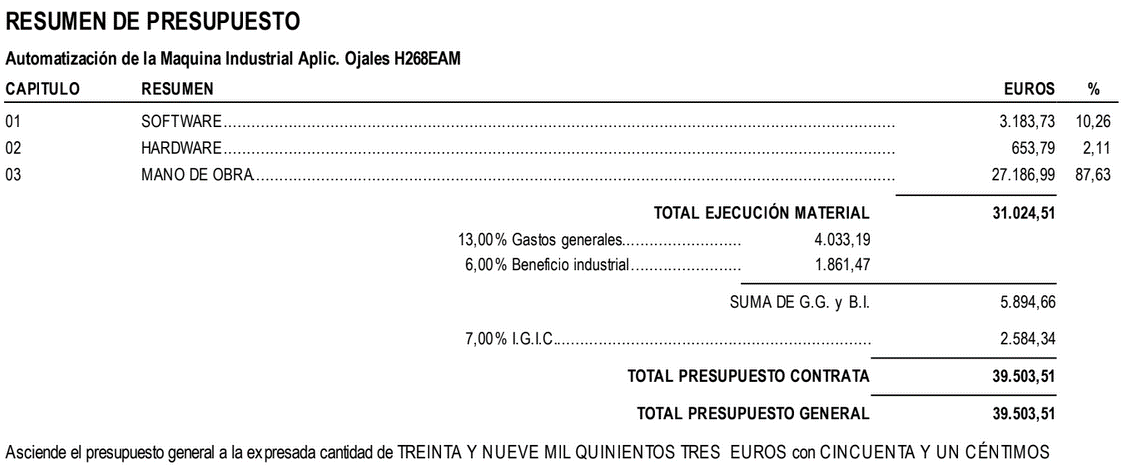 RESUMEN DE PRESUPUESTO
Automatización de la Maquina Industrial Aplic. Ojales H268EAM
CAPITULO RESUMEN EUROS %
01 SOFTWARE 3.183,73 10,26
02 HARDWARE 653,79 2,11
03 MANO DE OBRA 27.186,99 87,63
TOTAL EJECUCIÓN MATERIAL 31.024,51
13,00% Gastos generales 4.033,19
6,00% Beneficio industrial 1.861,47
SUMA DE G.G. y B.I. 5.894,66
7,00% I.G.I.C. 2.584,34
TOTAL PRESUPUESTO CONTRATA 39.503,51
TOTAL PRESUPUESTO GENERAL 39.503,51
Asciende el presupuesto general a la expresada cantidad de TREINTA Y NUEVE MIL QUINIENTOS TRES EUROS con CINCUENTA Y UN CÉNTIMOS